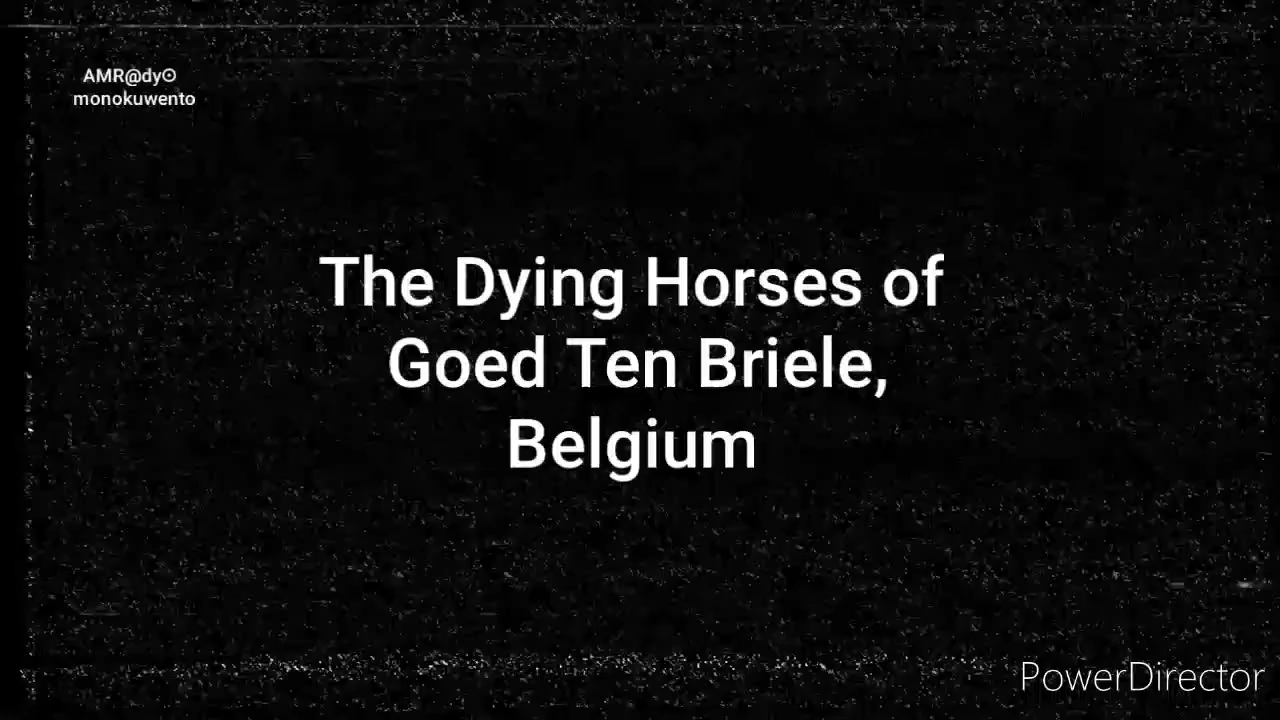 AMR@dy⊙
monokuwento
The Dying Horses of
Goed Ten Briele,
Belgium
PowerDirector